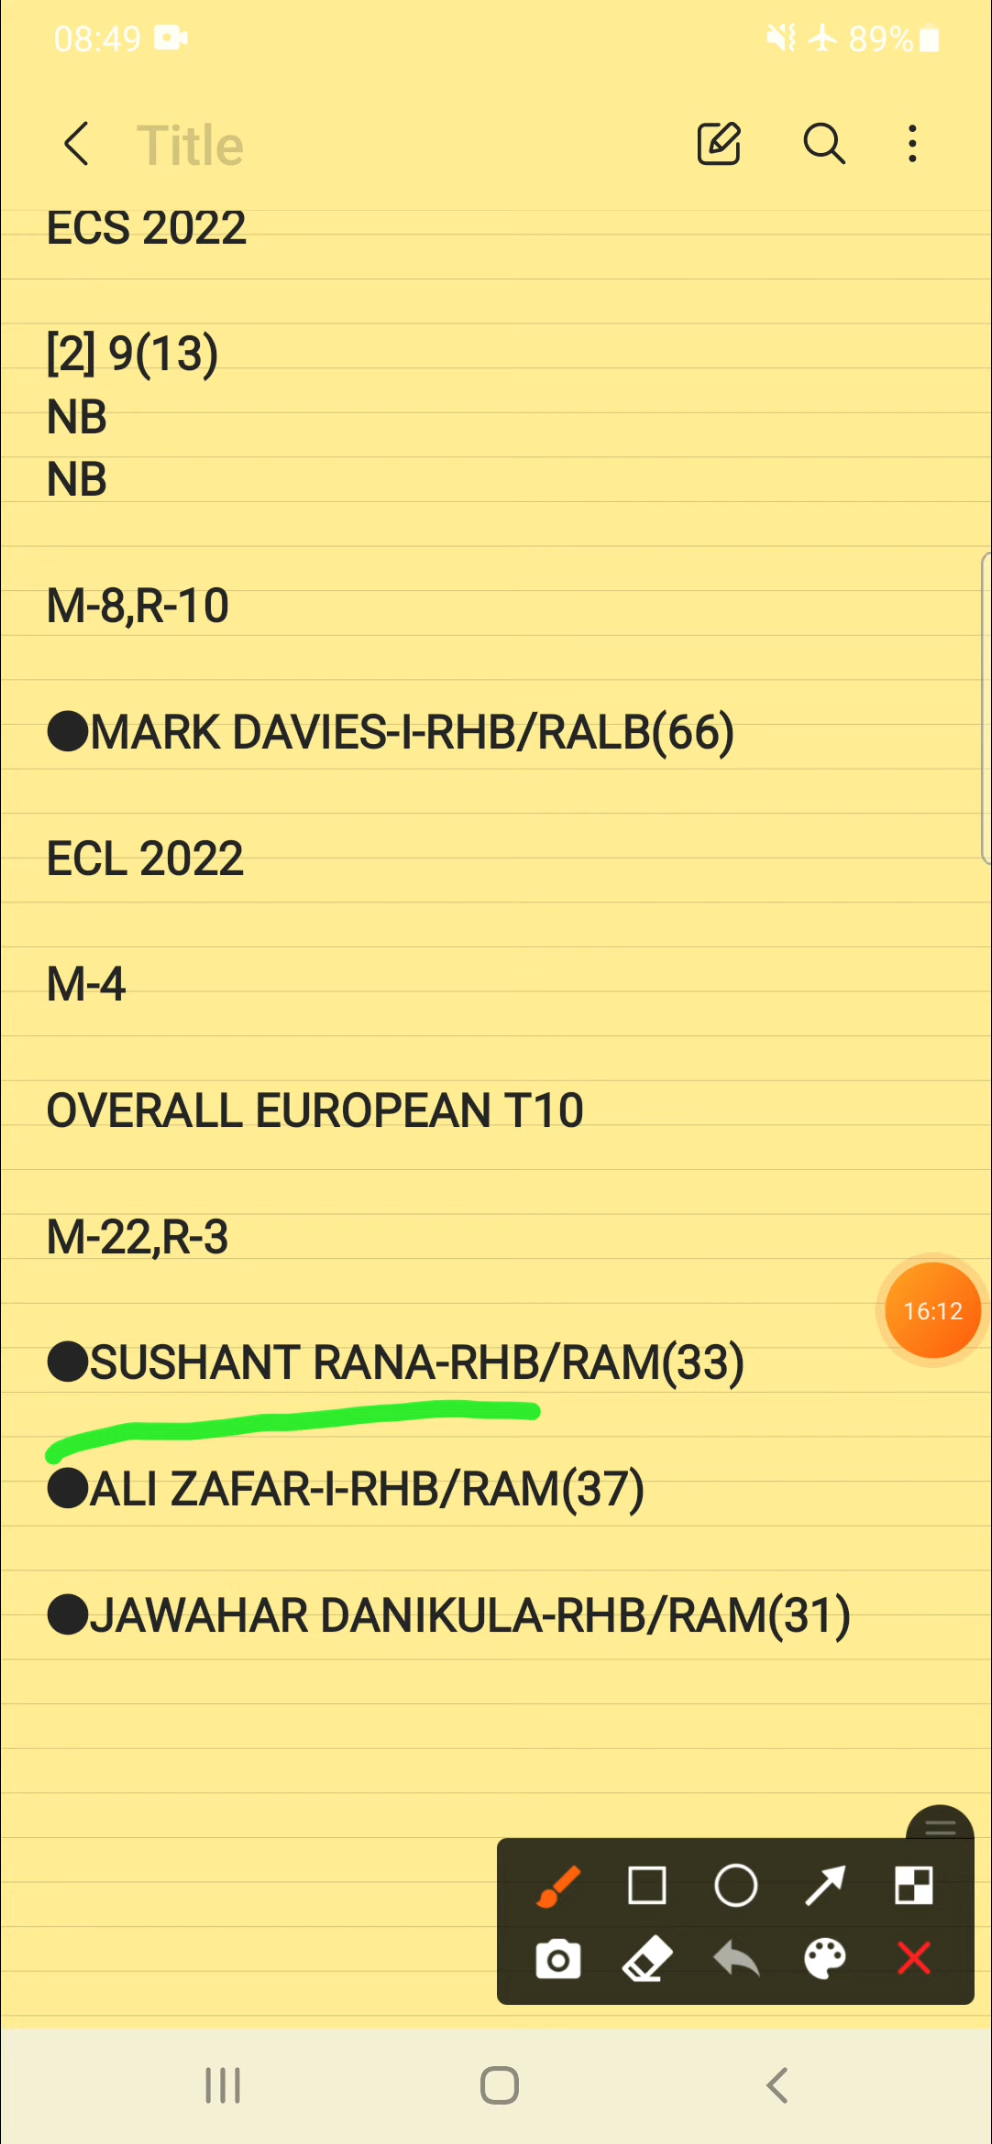 08:49
89%
Title
ECS 2022
[2] 9(13)
NB
NB
M-8,R-10
●MARK DAVIES-I-RHB/RALB(66)
ECL 2022
M-4
OVERALL EUROPEAN T10
M-22,R-3
16:12
●SUSHANT RANA-RHB/RAM(33)
●ALI ZAFAR-I-RHB/RAM(37)
●JAWAHAR DANIKULA-RHB/RAM(31)